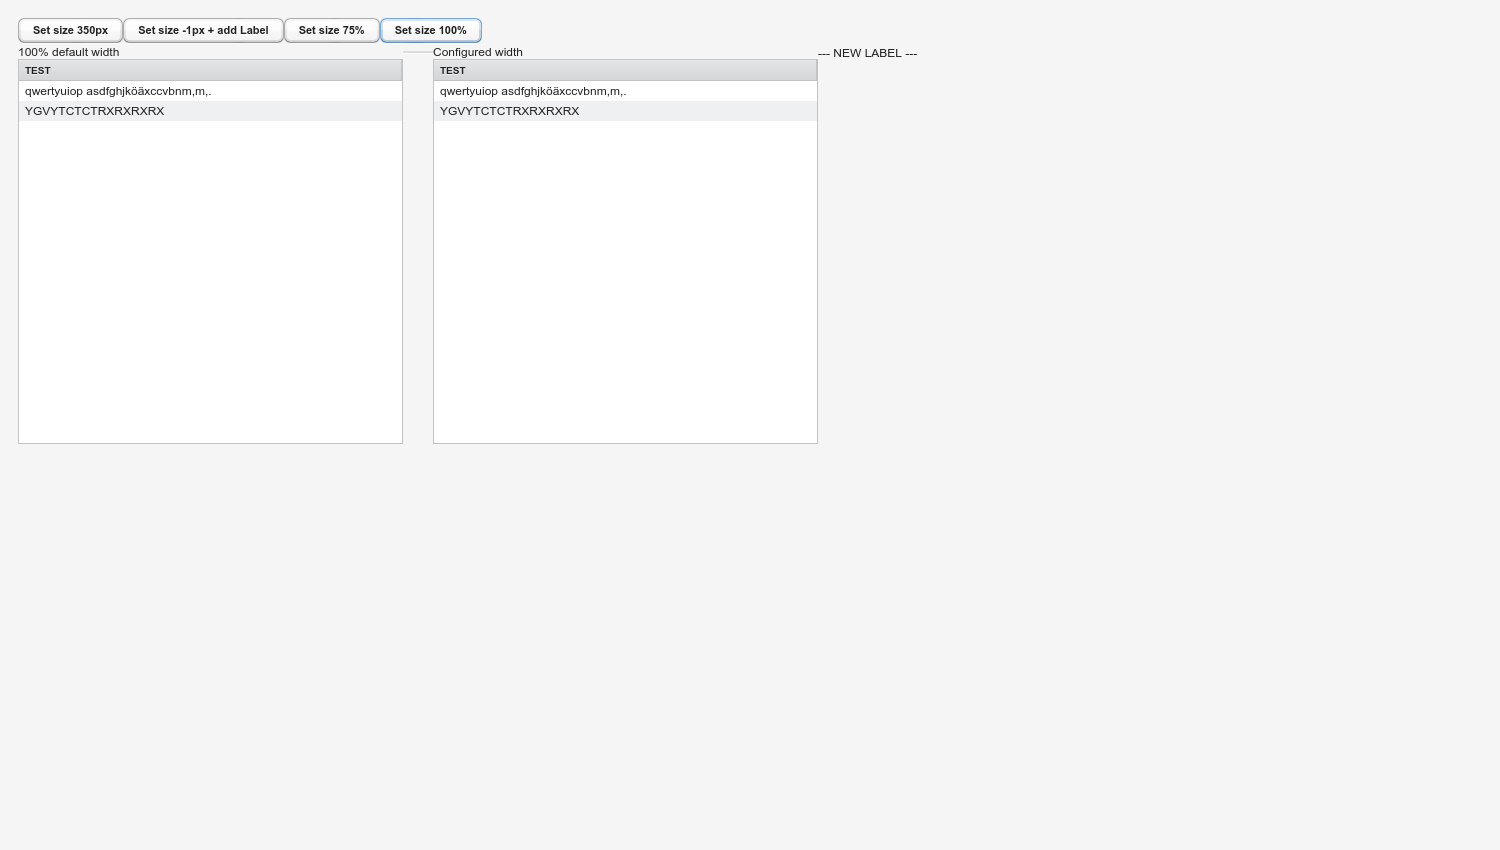 Set size 350px Set size -1px + add Label Set size 75% Set size 100%
100% default width Configured width --- NEW LABEL ---
TEST TEST
qwertyuiop asdfghjköäxccvbnm,m,. qwertyuiop asdfghjköäxccvbnm,m,.
YGVYTCTCTRXRXRXRX YGVYTCTCTRXRXRXRX